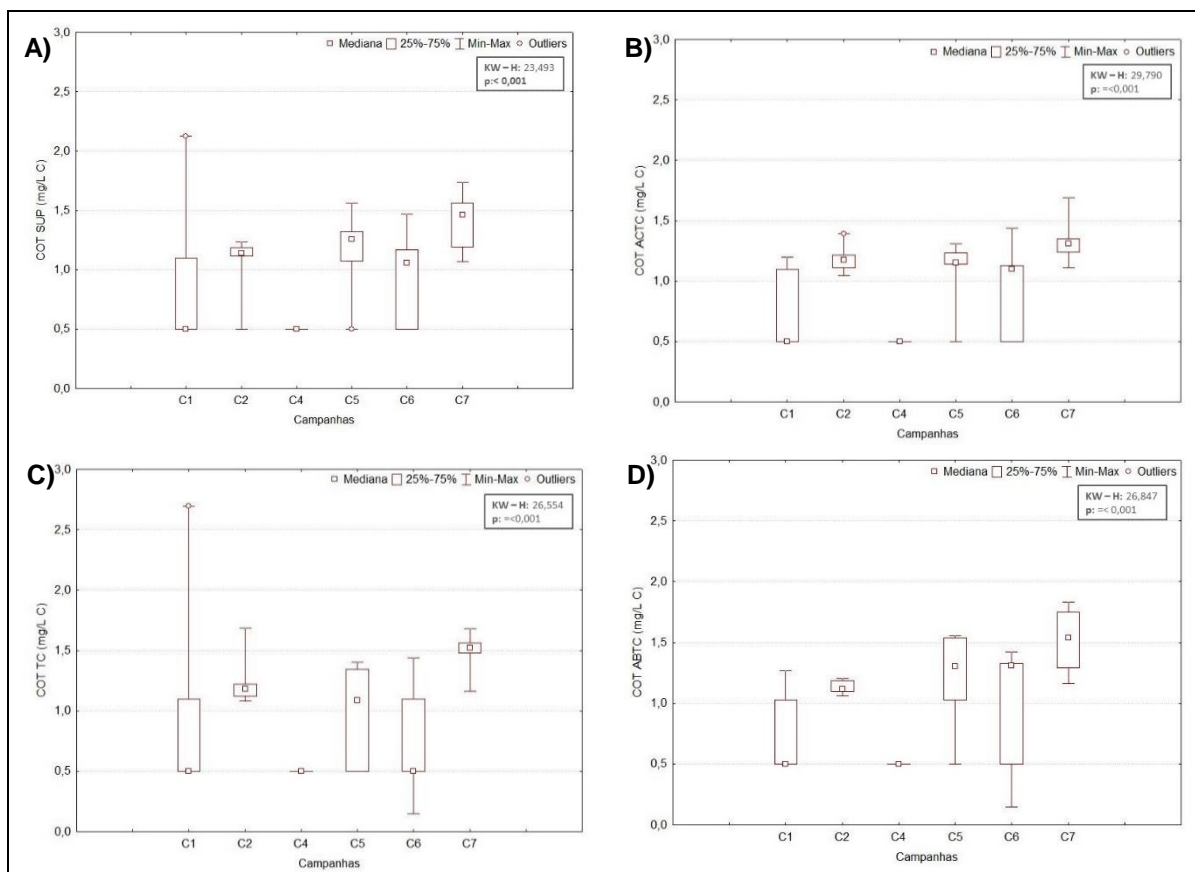 A)
3,0
Mediana 25%-75% Min-Max Outliers
KW – H: 23,493
p:< 0,001
2,5
2,0
1,5
1,0
0,5
0,0
COT SUP (mg/L C)
C1 C2 C4 C5 C6 C7
Campanhas
B)
3,0
Mediana 25%-75% Min-Max Outliers
KW – H: 29,790
p: =<0,001
2,5
2,0
1,5
1,0
0,5
0,0
COT ACTC (mg/L C)
C1 C2 C4 C5 C6 C7
Campanhas
C)
3,0
Mediana 25%-75% Min-Max Outliers
KW – H: 26,554
p: =<0,001
2,5
2,0
1,5
1,0
0,5
0,0
COT TC (mg/L C)
C1 C2 C4 C5 C6 C7
Campanhas
D)
3,0
Mediana 25%-75% Min-Max Outliers
KW – H: 26,847
p: =< 0,001
2,5
2,0
1,5
1,0
0,5
0,0
COT ABTC (mg/L C)
C1 C2 C4 C5 C6 C7
Campanhas